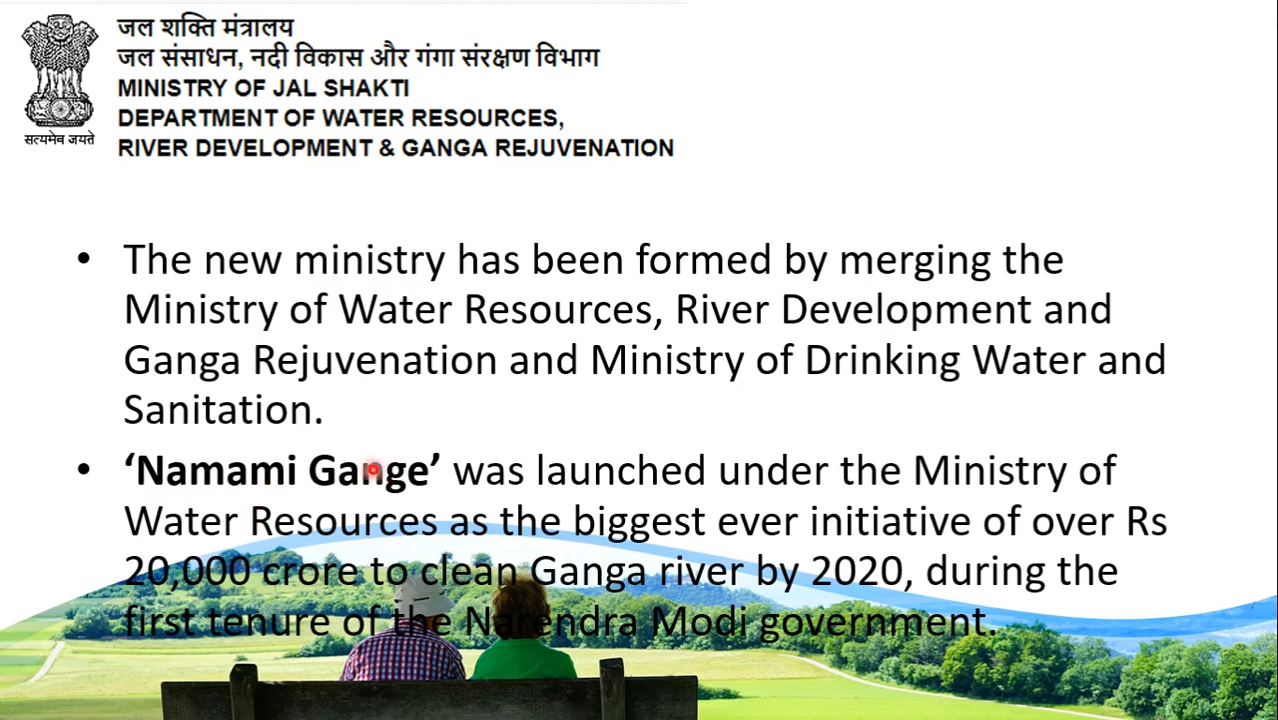 जल शक्ति मंत्रालय
जल संसाधन, नदी विकास और गंगा संरक्षण विभाग
MINISTRY OF JAL SHAKTI
DEPARTMENT OF WATER RESOURCES,
RIVER DEVELOPMENT & GANGA REJUVENATION
सत्यमेव जयते
• The new ministry has been formed by merging the
Ministry of Water Resources, River Development and
Ganga Rejuvenation and Ministry of Drinking Water and
Sanitation.
• ‘Namami Gange’ was launched under the Ministry of
Water Resources as the biggest ever initiative of over Rs
20,000 crore to clean Ganga river by 2020, during the
first tenure of the Narendra Modi government.